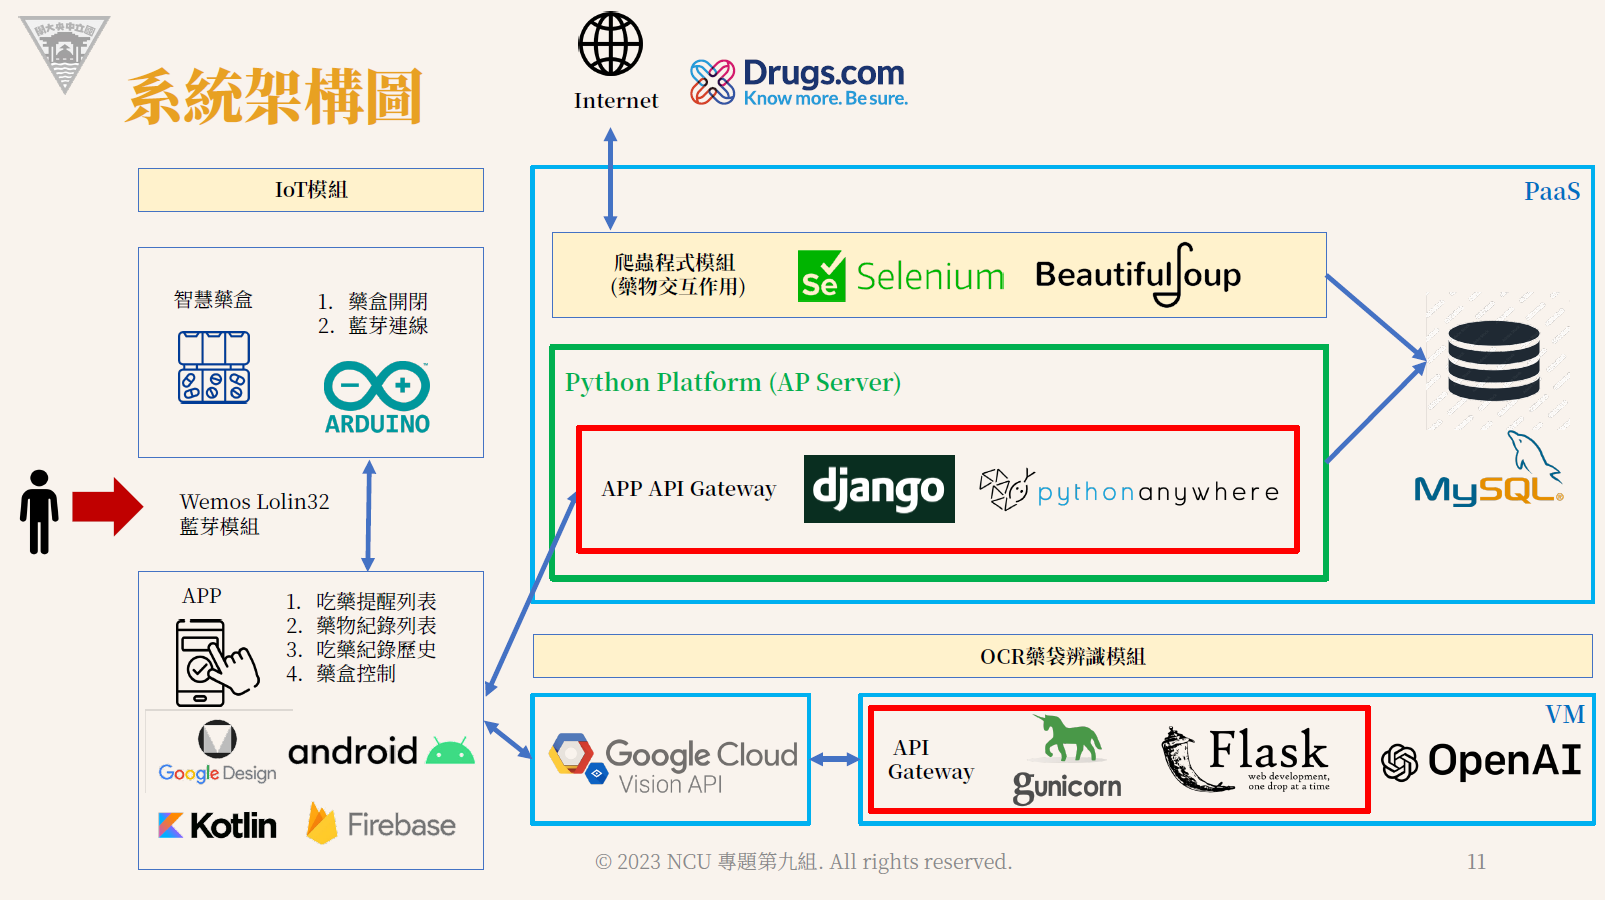 國立中央大學
系統架構圖
Internet
Drugs.com
Know more. Be sure.
IoT模組
智慧藥盒
1. 藥盒開閉
2. 藍芽連線
ARDUINO
Wemos Lolin32
藍芽模組
APP
1. 吃藥提醒列表
2. 藥物紀錄列表
3. 吃藥紀錄歷史
4. 藥盒控制
Google Design
android
Kotlin
Firebase
PaaS
爬蟲程式模組
(藥物交互作用)
Se Selenium
BeautifulSoup
Python Platform (AP Server)
APP API Gateway
django
pythonanywhere
MySQL®
OCR藥袋辨識模組
Google Cloud
Vision API
VM
API
Gateway
gunicorn
Flask
web development,
one drop at a time
OpenAI
© 2023 NCU 專題第九組. All rights reserved.
11